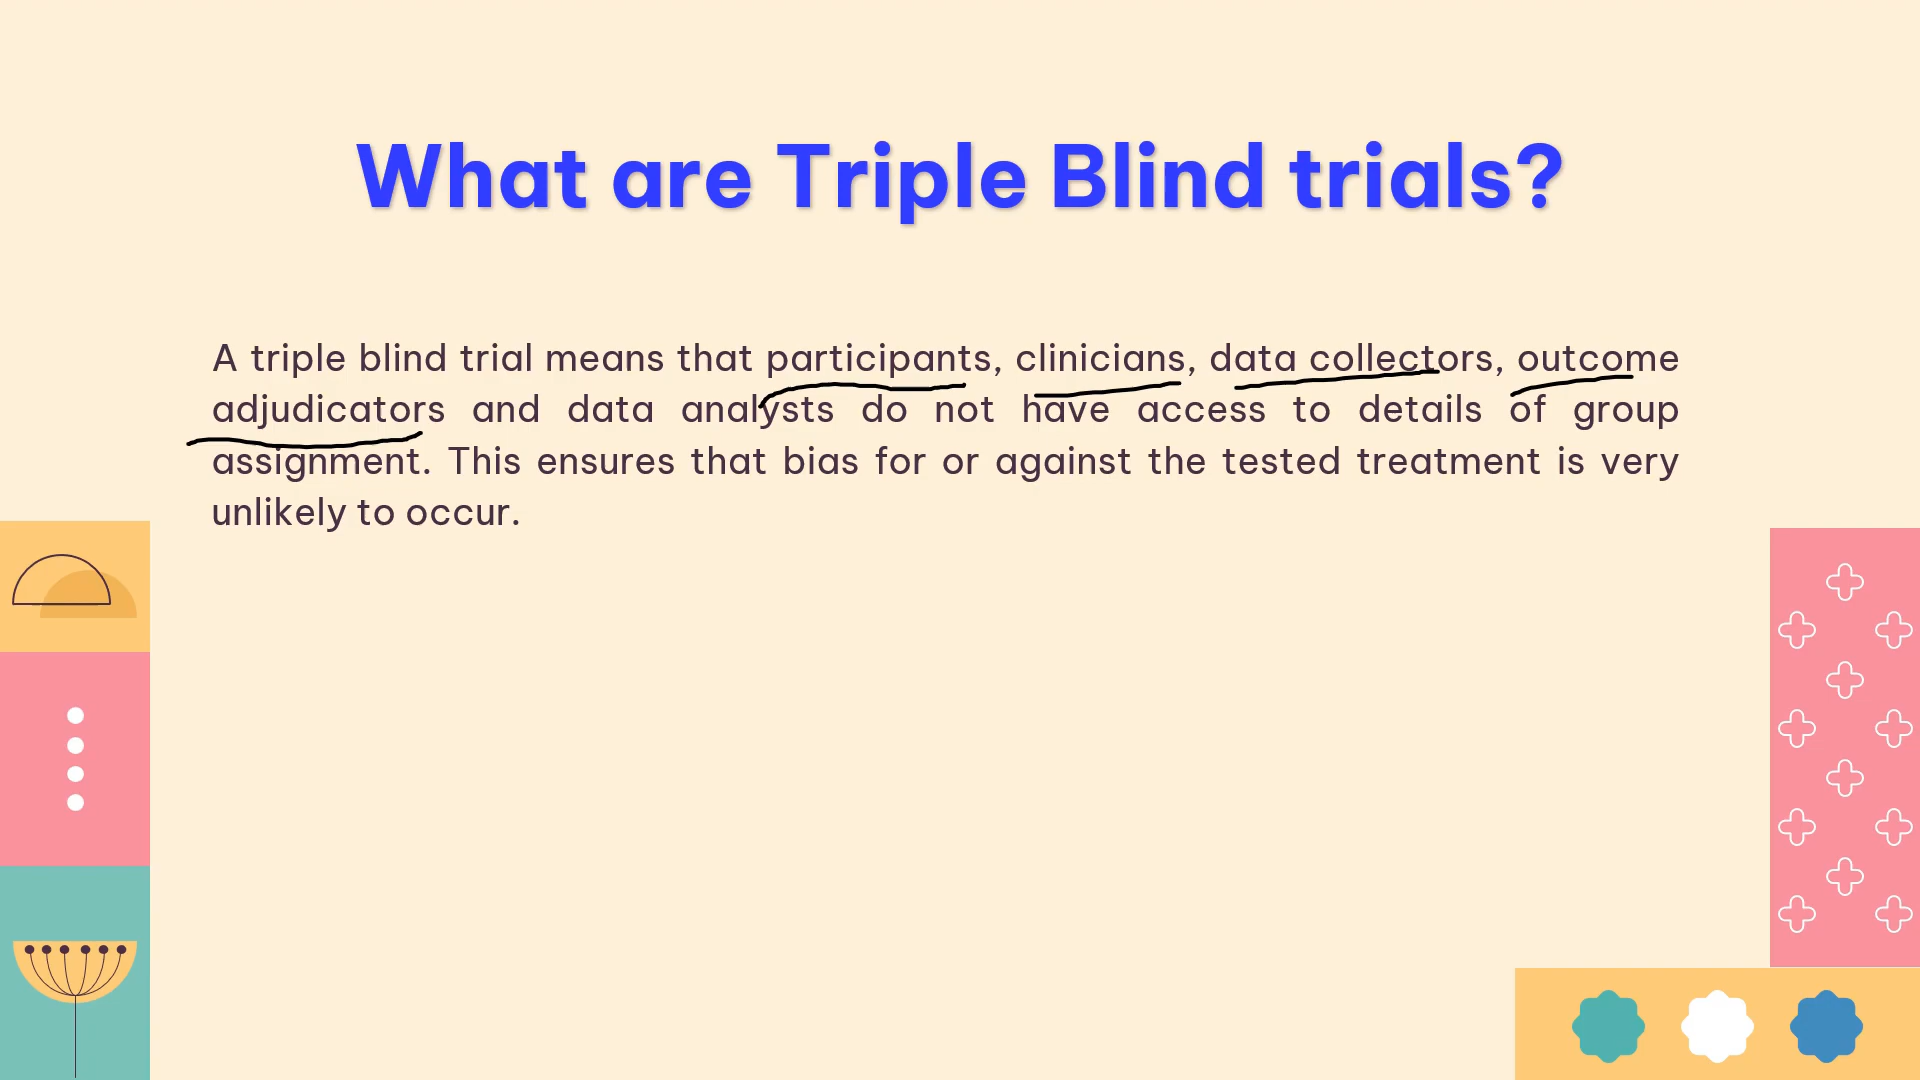 What are Triple Blind trials?
A triple blind trial means that participants, clinicians, data collectors, outcome
adjudicators and data analysts do not have access to details of group
assignment. This ensures that bias for or against the tested treatment is very
unlikely to occur.